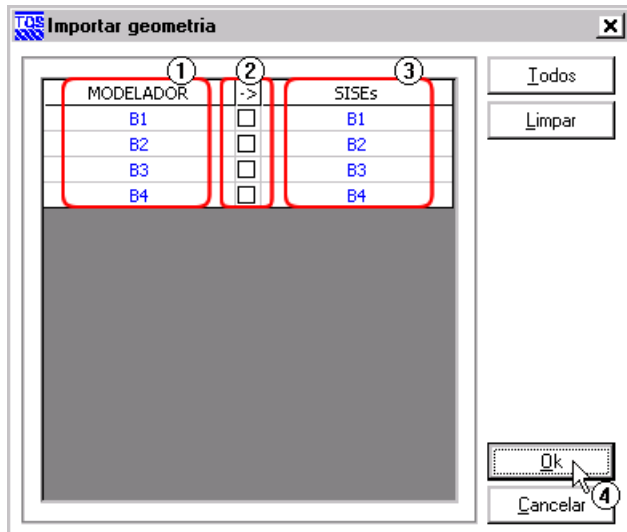 TQS Importar geometria
1 2 3
MODELADOR -> SISEs
B1 B1
B2 B2
B3 B3
B4 B4
Todos
Limpar
Ok
4
Cancelar